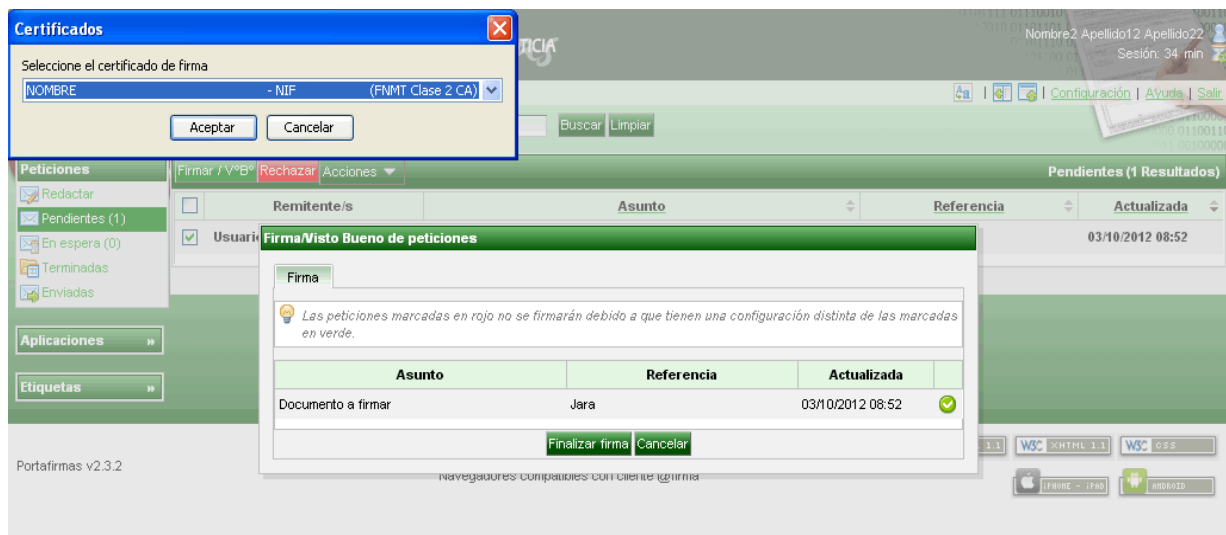 Certificados
Seleccione el certificado de firma
NOMBRE - NIF (FNMT Clase 2 CA)
Aceptar Cancelar
Nombre2 Apellido12 Apellido22
Sesión: 34 min
Configuración | Ayuda | Salir
Buscar Limpiar
Peticiones
Redactar
Pendientes (1)
En espera (0)
Terminadas
Enviadas
Aplicaciones »
Etiquetas »
Firmar / VºBº Rechazar Acciones
Pendientes (1 Resultados)
Remitente/s Asunto Referencia Actualizada
03/10/2012 08:52
Firma/Visto Bueno de peticiones
Firma
Las peticiones marcadas en rojo no se firmarán debido a que tienen una configuración distinta de las marcadas
en verde.
Asunto Referencia Actualizada
Documento a firmar Jara 03/10/2012 08:52
Finalizar firma Cancelar
Portafirmas v2.3.2
Navegadores compatibles con cliente @firma
1.1 W3C XHTML 1.1 W3C CSS
iPHONE - iPAD ANDROID